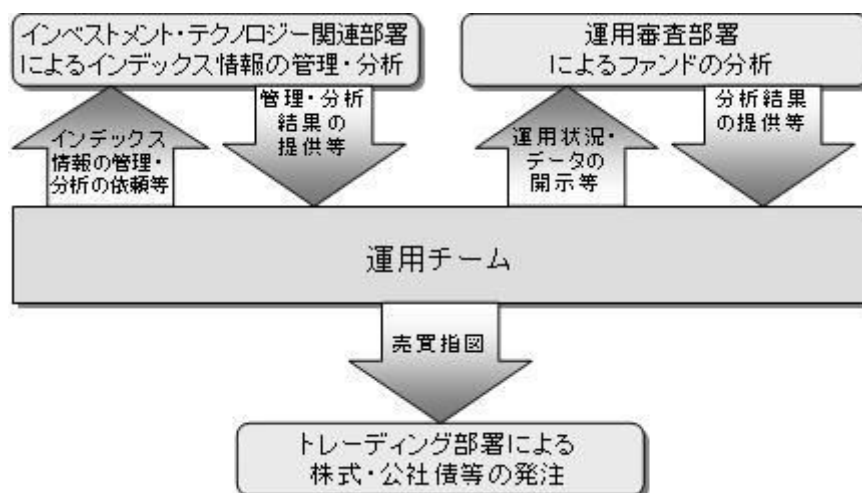 インベストメント・テクノロジー関連部署
によるインデックス情報の管理・分析
運用審査部署
によるファンドの分析
インデックス
情報の管理・
分析の依頼等
管理・分析
結果の
提供等
運用状況・
データの
開示等
分析結果
の提供等
運用チーム
売買指図
トレーディング部署による
株式・公社債等の発注